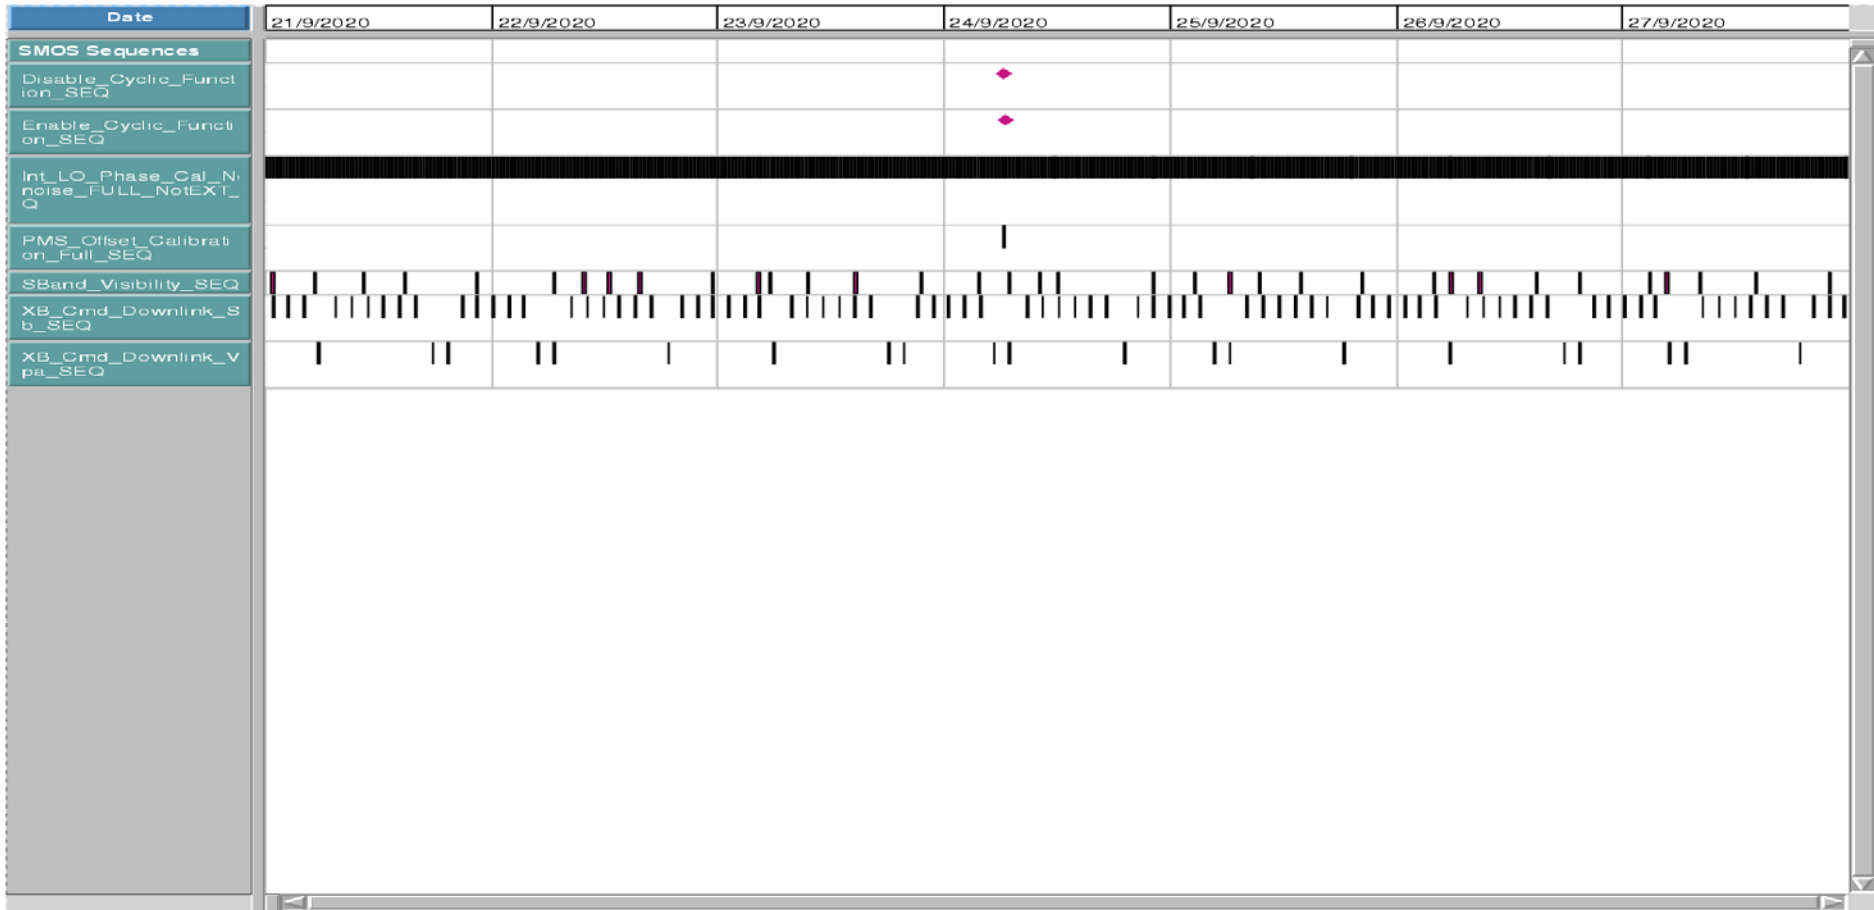 Date
21/9/2020 22/9/2020 23/9/2020 24/9/2020 25/9/2020 26/9/2020 27/9/2020
SMOS Sequences
Disable_Cyclic_Funct
ion_SEQ
Enable_Cyclic_Functi
on_SEQ
Int_LO_Phase_Cal_N
noise_FULL_NotEXT_
Q
PMS_Offset_Calibrati
on_Full_SEQ
SBand_Visibility_SEQ
XB_Cmd_Downlink_S
b_SEQ
XB_Cmd_Downlink_V
pa_SEQ